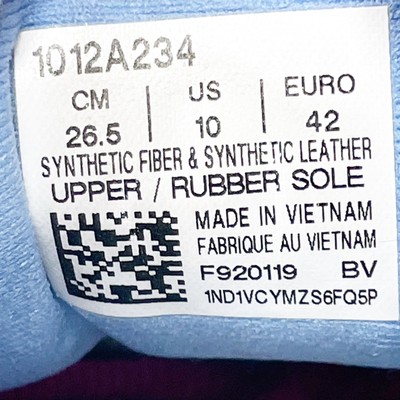 1012A234
CM | US | EURO
26.5 | 10 | 42
SYNTHETIC FIBER & SYNTHETIC LEATHER
UPPER / RUBBER SOLE
MADE IN VIETNAM
FABRIQUE AU VIETNAM
F920119 BV
1ND1VCYMZS6FQ5P